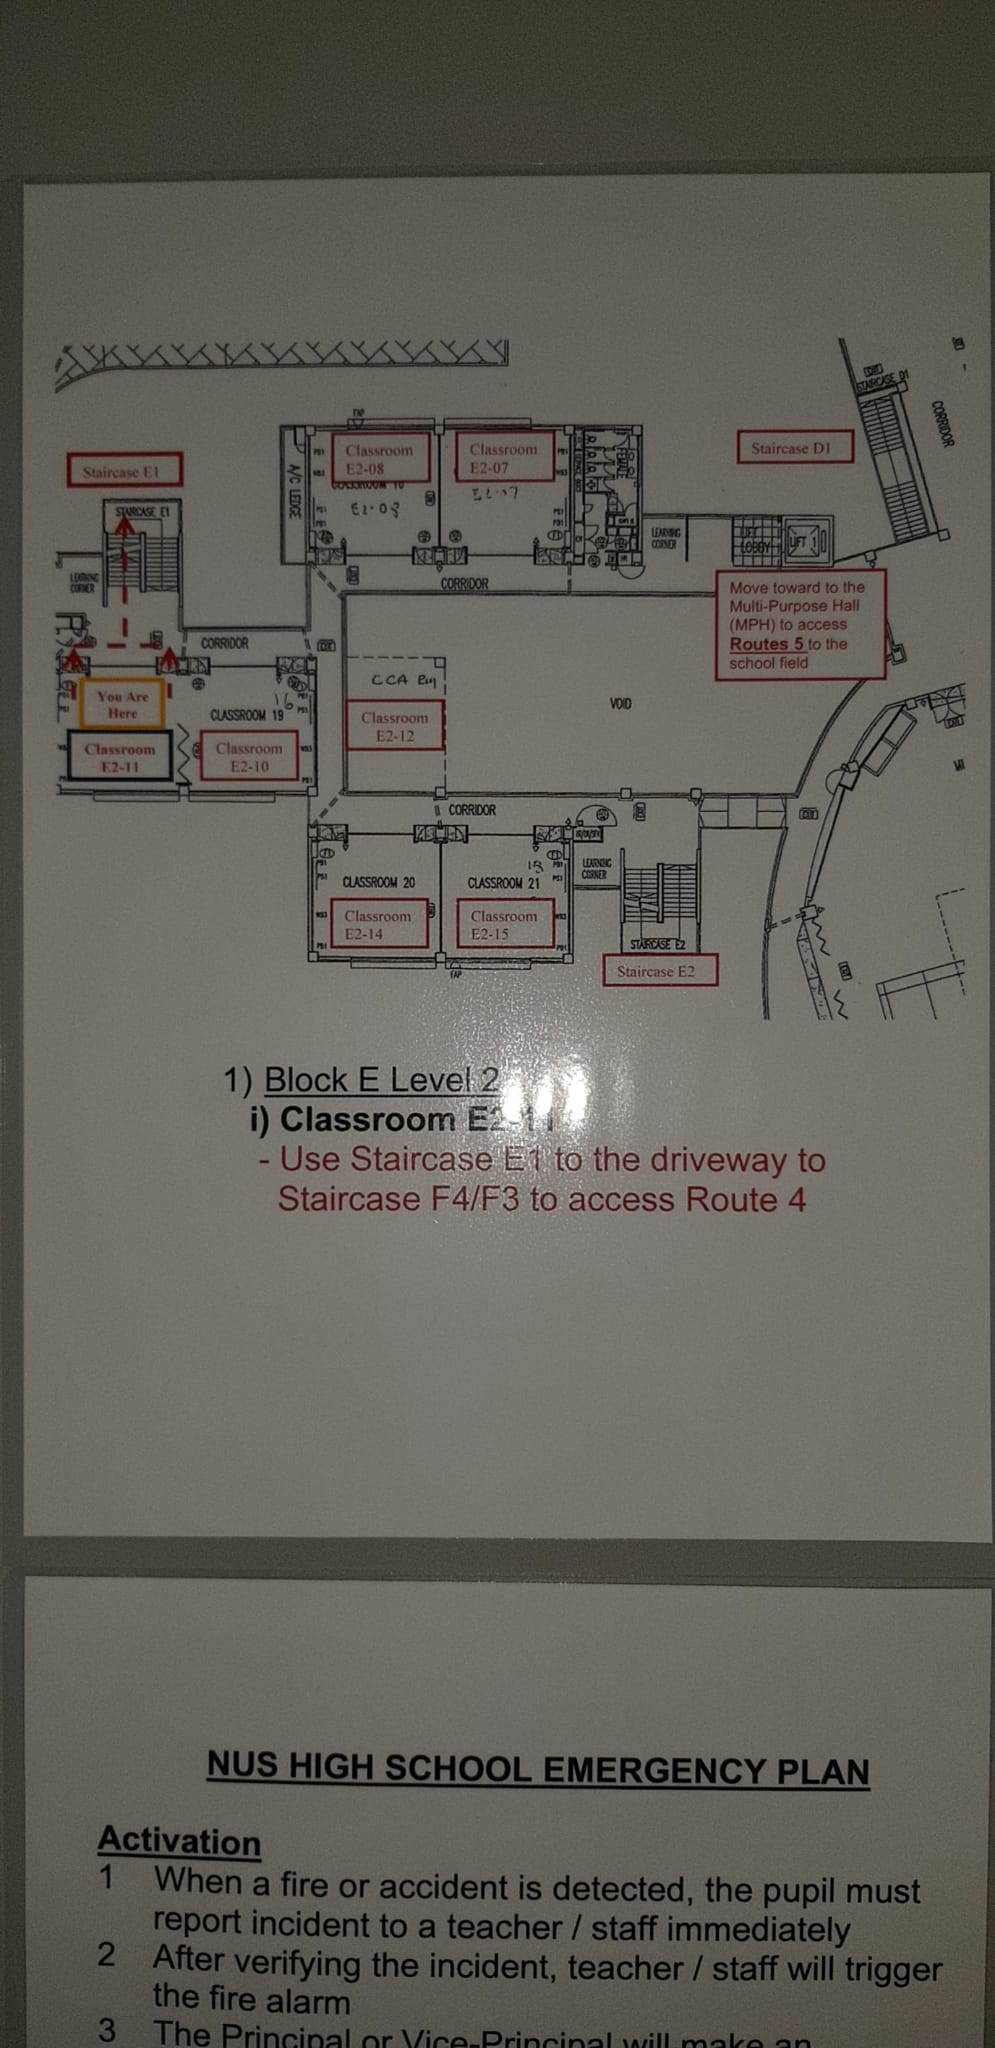 FAP
Staircase E1
STAIRCASE E1
LEARNING
CORNER
A/C LEDGE
Classroom
E2-08
E2-08
Classroom
E2-07
E2-07
FEMALE
Staircase D1
STAIRCASE D1
CORRIDOR
LEARNING
CORNER
LIFT
LOBBY
LIFT 1
CORRIDOR
Move toward to the
Multi-Purpose Hall
(MPH) to access
Routes 5 to the
school field
CORRIDOR
You Are
Here
16
CLASSROOM 19
Classroom
E2-11
Classroom
E2-10
CCA Rm
Classroom
E2-12
VOID
CORRIDOR
CLASSROOM 20
Classroom
E2-14
18
CLASSROOM 21
Classroom
E2-15
FAP
LEARNING
CORNER
STAIRCASE E2
Staircase E2
1) Block E Level 2
i) Classroom E2-11
- Use Staircase E1 to the driveway to
Staircase F4/F3 to access Route 4
NUS HIGH SCHOOL EMERGENCY PLAN
Activation
1 When a fire or accident is detected, the pupil must
report incident to a teacher / staff immediately
2 After verifying the incident, teacher / staff will trigger
the fire alarm
3 The Principal or Vice-Principal will make an